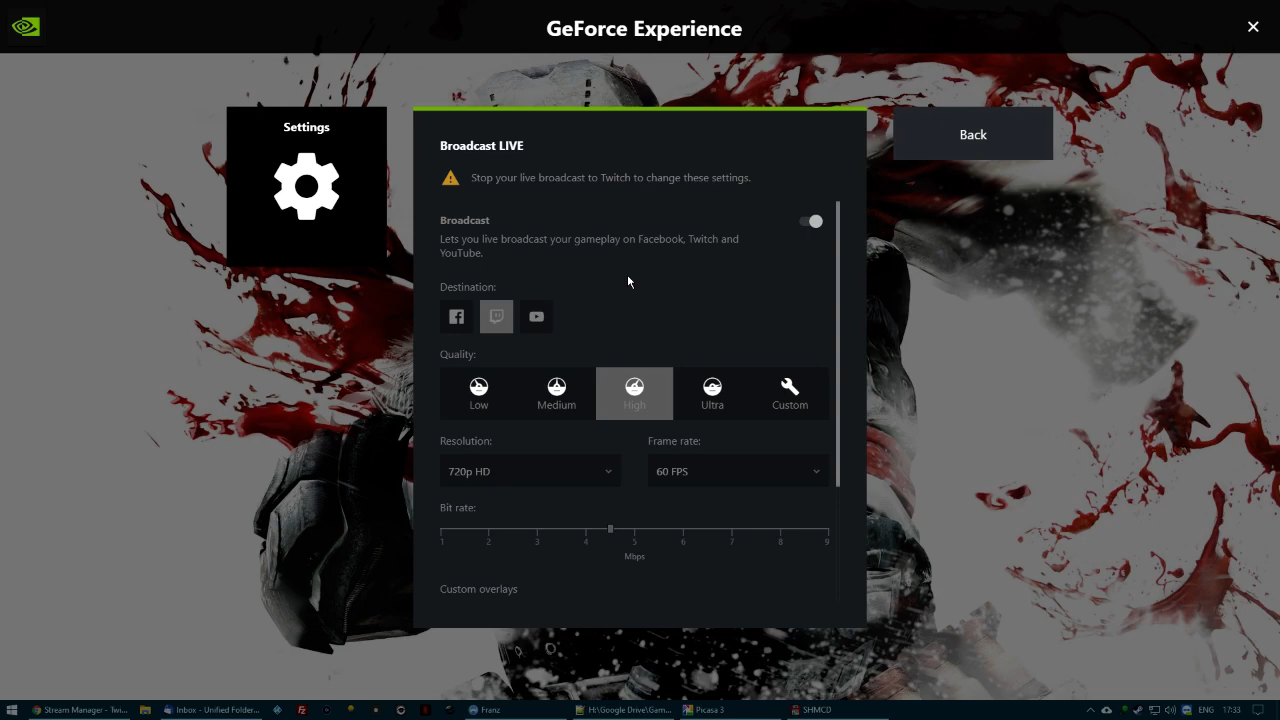 GeForce Experience
Settings
Back
Broadcast LIVE
Stop your live broadcast to Twitch to change these settings.
Broadcast
Lets you live broadcast your gameplay on Facebook, Twitch and
YouTube.
Destination:
Quality:
Low Medium High Ultra Custom
Resolution: Frame rate:
720p HD 60 FPS
Bit rate:
1 2 3 4 5 6 7 8 9
Mbps
Custom overlays
Stream Manager - Twi... Inbox - Unified Folder... Franz H:\Google Drive\Gam... Picasa 3 SHMCD ENG 17:33